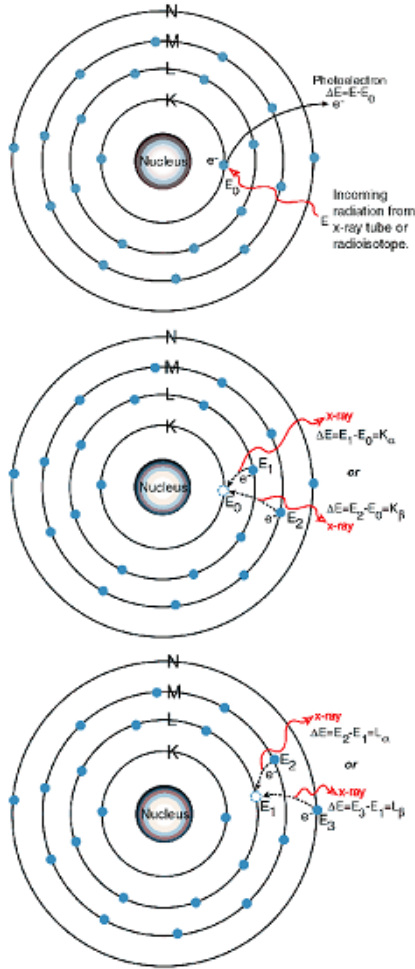 N
M
L
K
Nucleus
e⁻
E₀
Photoelectron
ΔE=E-E₀
e⁻
E
Incoming
radiation from
x-ray tube or
radioisotope.
N
M
L
K
Nucleus
x-ray
ΔE=E₁-E₀=Kα
E₁
e⁻
or
E₀
ΔE=E₂-E₀=Kβ
e⁻
E₂
x-ray
N
M
L
K
Nucleus
x-ray
ΔE=E₂-E₁=Lα
E₂
e⁻
or
x-ray
E₁
ΔE=E₃-E₁=Lβ
e⁻
E₃